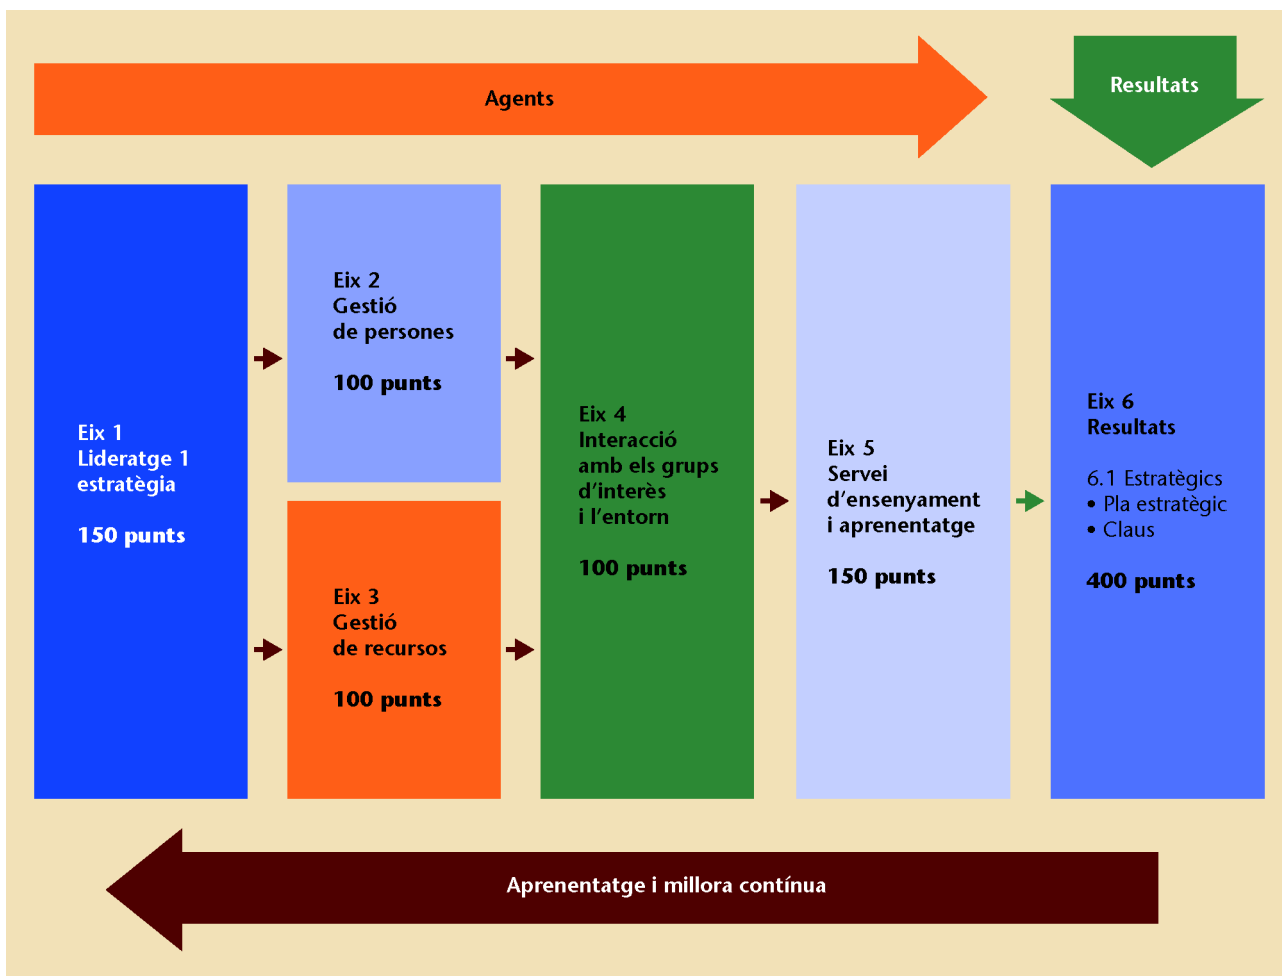 Agents
Resultats
Eix 1
Lideratge 1
estratègia
150 punts
Eix 2
Gestió
de persones
100 punts
Eix 3
Gestió
de recursos
100 punts
Eix 4
Interacció
amb els grups
d’interès
i l’entorn
100 punts
Eix 5
Servei
d’ensenyament
i aprenentatge
150 punts
Eix 6
Resultats
6.1 Estratègics
• Pla estratègic
• Claus
400 punts
Aprenentatge i millora contínua